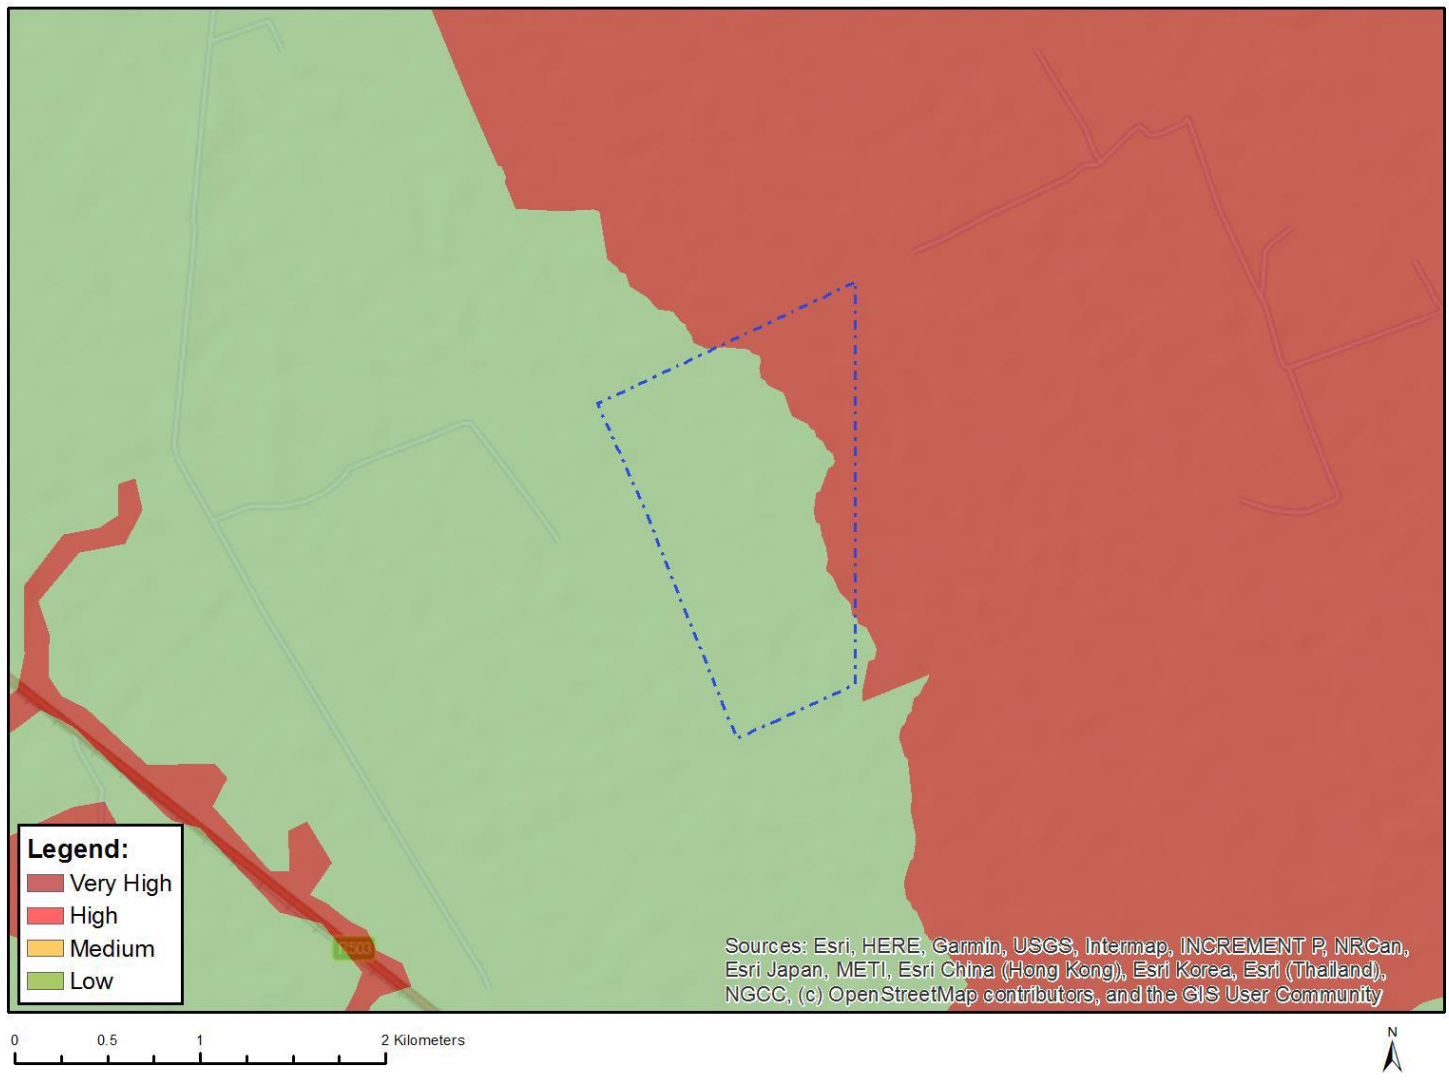 R503
Legend:
Very High
High
Medium
Low
Sources: Esri, HERE, Garmin, USGS, Intermap, INCREMENT P, NRCan,
Esri Japan, METI, Esri China (Hong Kong), Esri Korea, Esri (Thailand),
NGCC, (c) OpenStreetMap contributors, and the GIS User Community
0 0.5 1 2 Kilometers
N